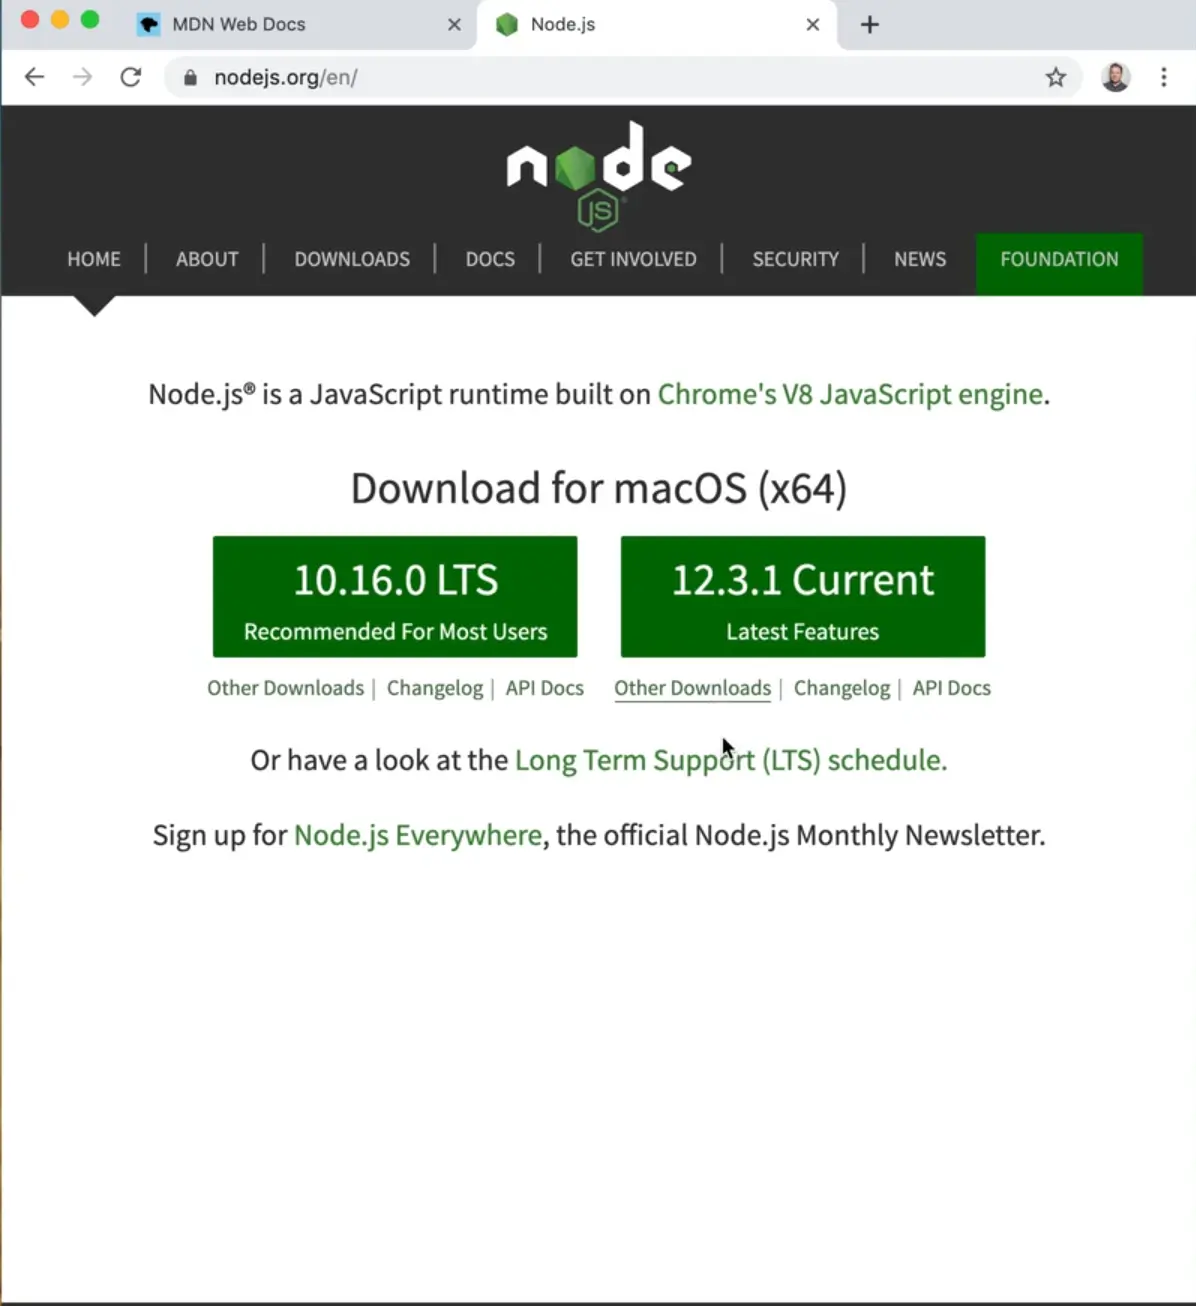 MDN Web Docs
Node.js
nodejs.org/en/
node
JS
HOME | ABOUT | DOWNLOADS | DOCS | GET INVOLVED | SECURITY | NEWS FOUNDATION
Node.js® is a JavaScript runtime built on Chrome's V8 JavaScript engine.
Download for macOS (x64)
10.16.0 LTS
Recommended For Most Users
12.3.1 Current
Latest Features
Other Downloads | Changelog | API Docs
Other Downloads | Changelog | API Docs
Or have a look at the Long Term Support (LTS) schedule.
Sign up for Node.js Everywhere, the official Node.js Monthly Newsletter.